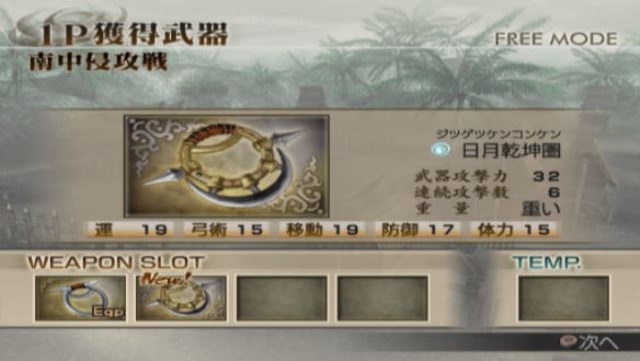 1P獲得武器
FREE MODE
南中侵攻戦
ジツゲツケンコンケン
日月乾坤圏
武器攻撃力 32
連続攻撃数 6
重量 重い
運 19 弓術 15 移動 19 防御 17 体力 15
WEAPON SLOT
TEMP.
New!
Eqp
次へ